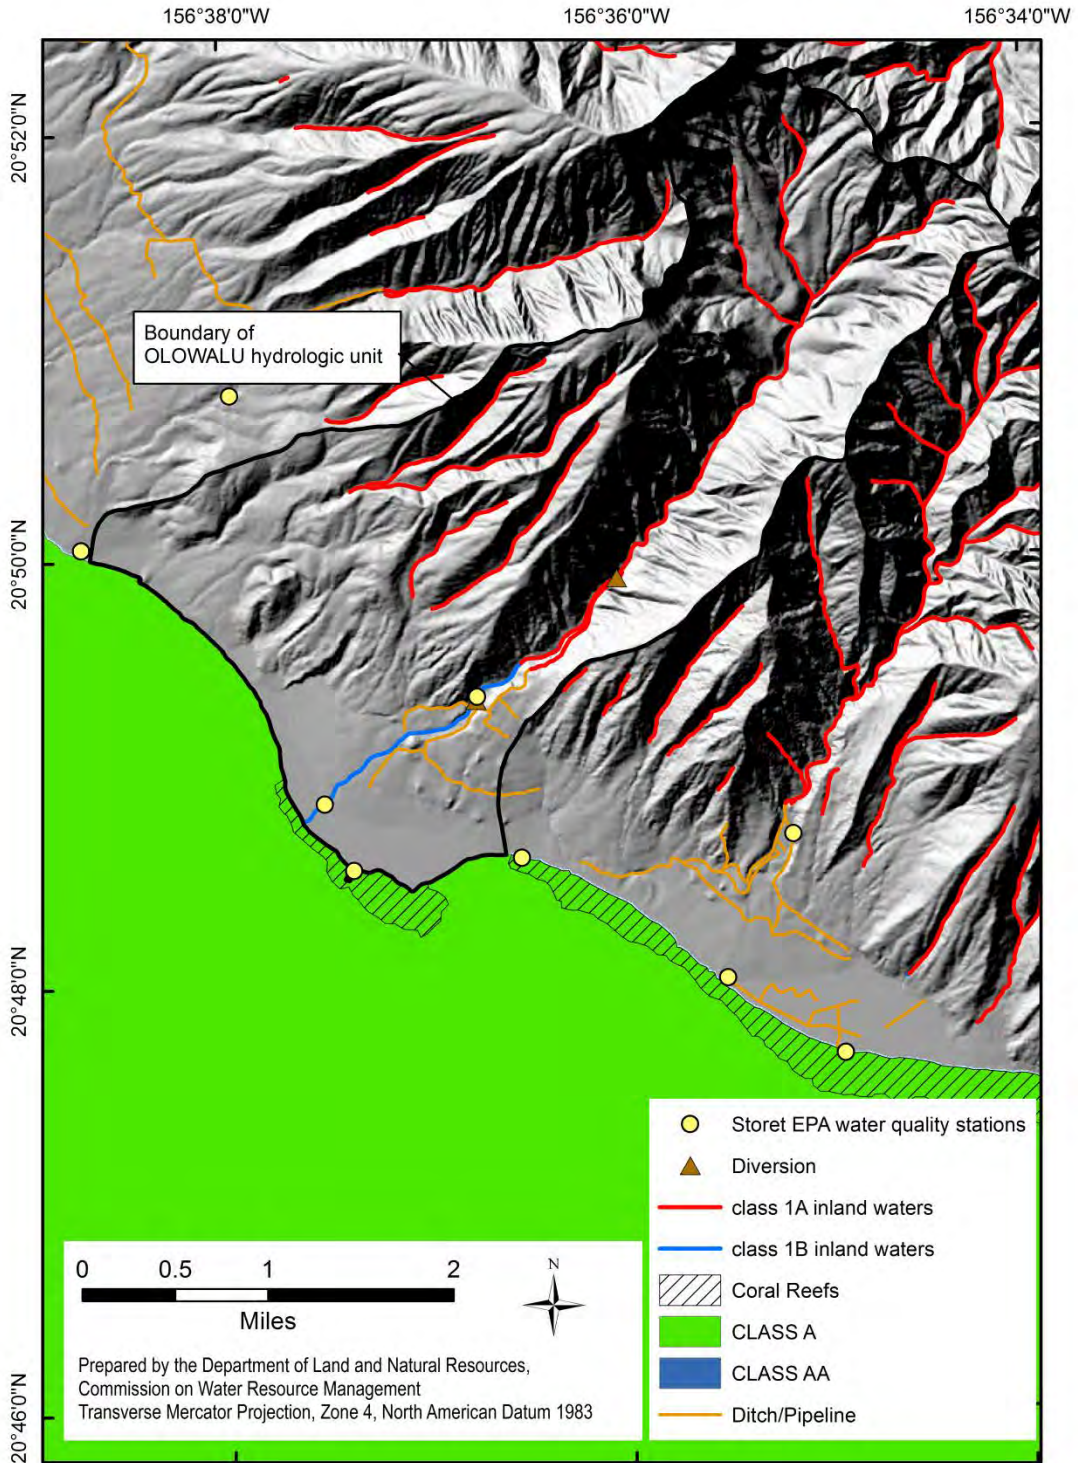 156°38'0"W
156°36'0"W
156°34'0"W
20°52'0"N
20°50'0"N
20°48'0"N
20°46'0"N
Boundary of
OLOWALU hydrologic unit
Storet EPA water quality stations
Diversion
class 1A inland waters
class 1B inland waters
Coral Reefs
CLASS A
CLASS AA
Ditch/Pipeline
0 0.5 1 2
Miles
N
Prepared by the Department of Land and Natural Resources,
Commission on Water Resource Management
Transverse Mercator Projection, Zone 4, North American Datum 1983